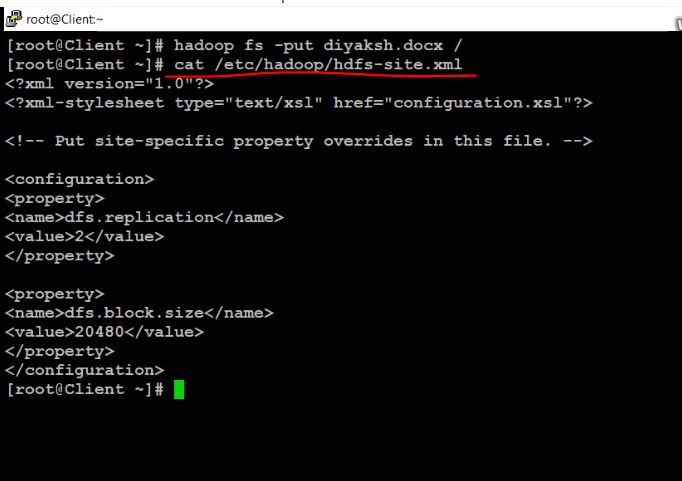 root@Client:~
[root@Client ~]# hadoop fs -put diyaksh.docx /
[root@Client ~]# cat /etc/hadoop/hdfs-site.xml
<?xml version="1.0"?>
<?xml-stylesheet type="text/xsl" href="configuration.xsl"?>
<!-- Put site-specific property overrides in this file. -->
<configuration>
<property>
<name>dfs.replication</name>
<value>2</value>
</property>
<property>
<name>dfs.block.size</name>
<value>20480</value>
</property>
</configuration>
[root@Client ~]#